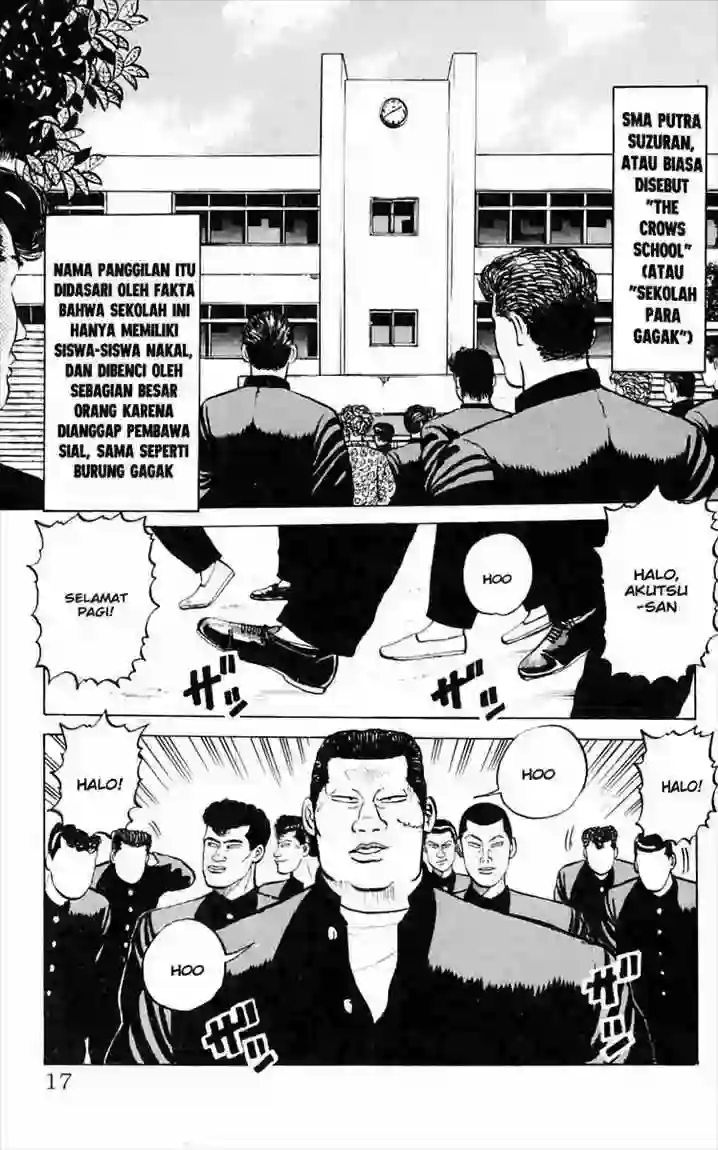 SMA PUTRA
SUZURAN,
ATAU BIASA
DISEBUT
"THE
CROWS
SCHOOL"
(ATAU
"SEKOLAH
PARA
GAGAK")
NAMA PANGGILAN ITU
DIDASARI OLEH FAKTA
BAHWA SEKOLAH INI
HANYA MEMILIKI
SISWA-SISWA NAKAL,
DAN DIBENCI OLEH
SEBAGIAN BESAR
ORANG KARENA
DIANGGAP PEMBAWA
SIAL, SAMA SEPERTI
BURUNG GAGAK
HALO,
AKUTSU
-SAN
HOO
SELAMAT
PAGI!
ザッ
ザッ
HALO!
HOO
HALO!
HOO
ザッ
ザッ
17